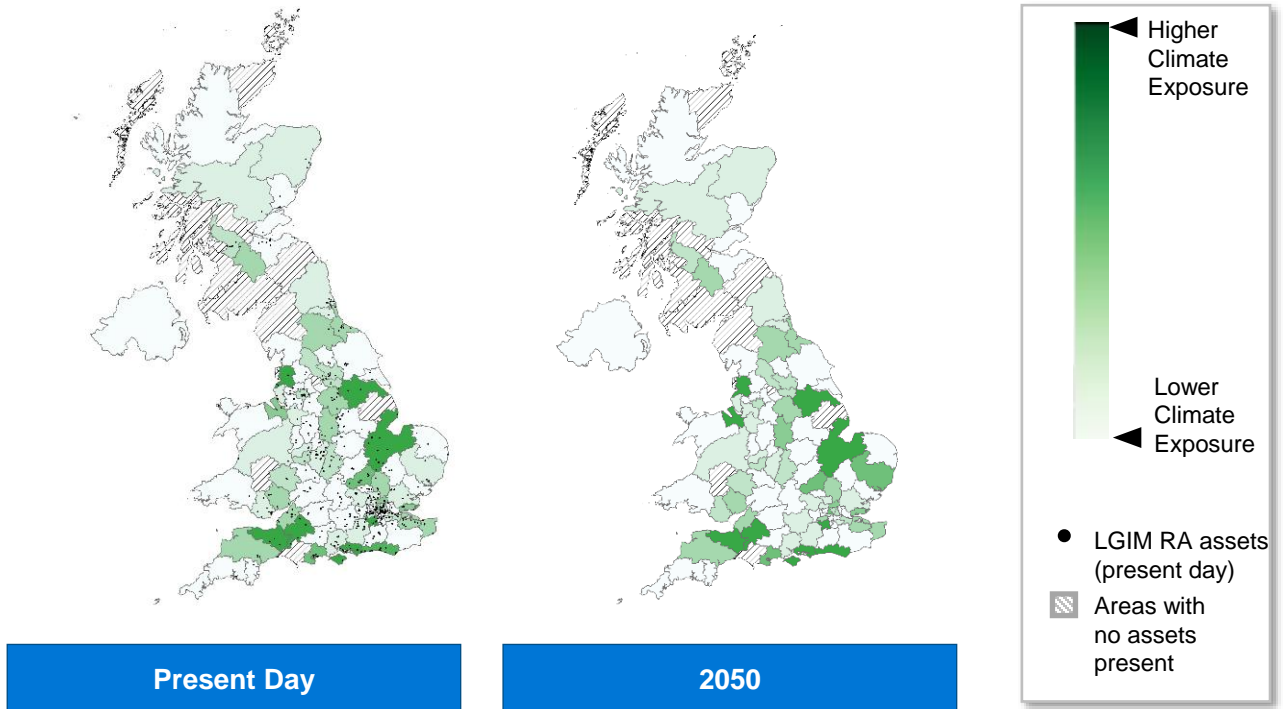 Higher
Climate
Exposure
Lower
Climate
Exposure
LGIM RA assets
(present day)
Areas with
no assets
present
Present Day
2050